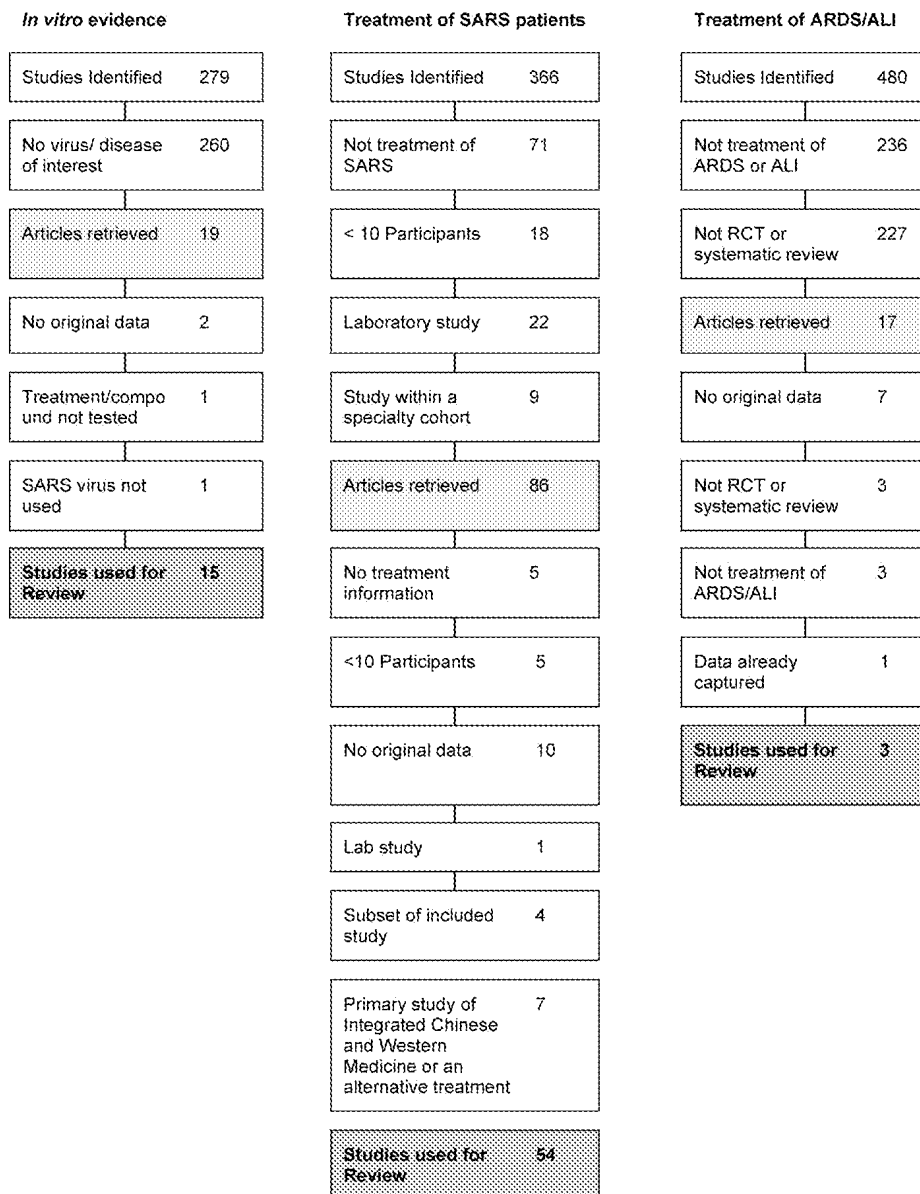 In vitro evidence
Studies Identified 279
No virus/ disease 260
of interest
Articles retrieved 19
No original data 2
Treatment/compo 1
und not tested
SARS virus not 1
used
Studies used for 15
Review
Treatment of SARS patients
Studies Identified 366
Not treatment of 71
SARS
< 10 Participants 18
Laboratory study 22
Study within a 9
specialty cohort
Articles retrieved 86
No treatment 5
information
<10 Participants 5
No original data 10
Lab study 1
Subset of included 4
study
Primary study of 7
Integrated Chinese
and Western
Medicine or an
alternative treatment
Studies used for 54
Review
Treatment of ARDS/ALI
Studies Identified 480
Not treatment of 236
ARDS or ALI
Not RCT or 227
systematic review
Articles retrieved 17
No original data 7
Not RCT or 3
systematic review
Not treatment of 3
ARDS/ALI
Data already 1
captured
Studies used for 3
Review